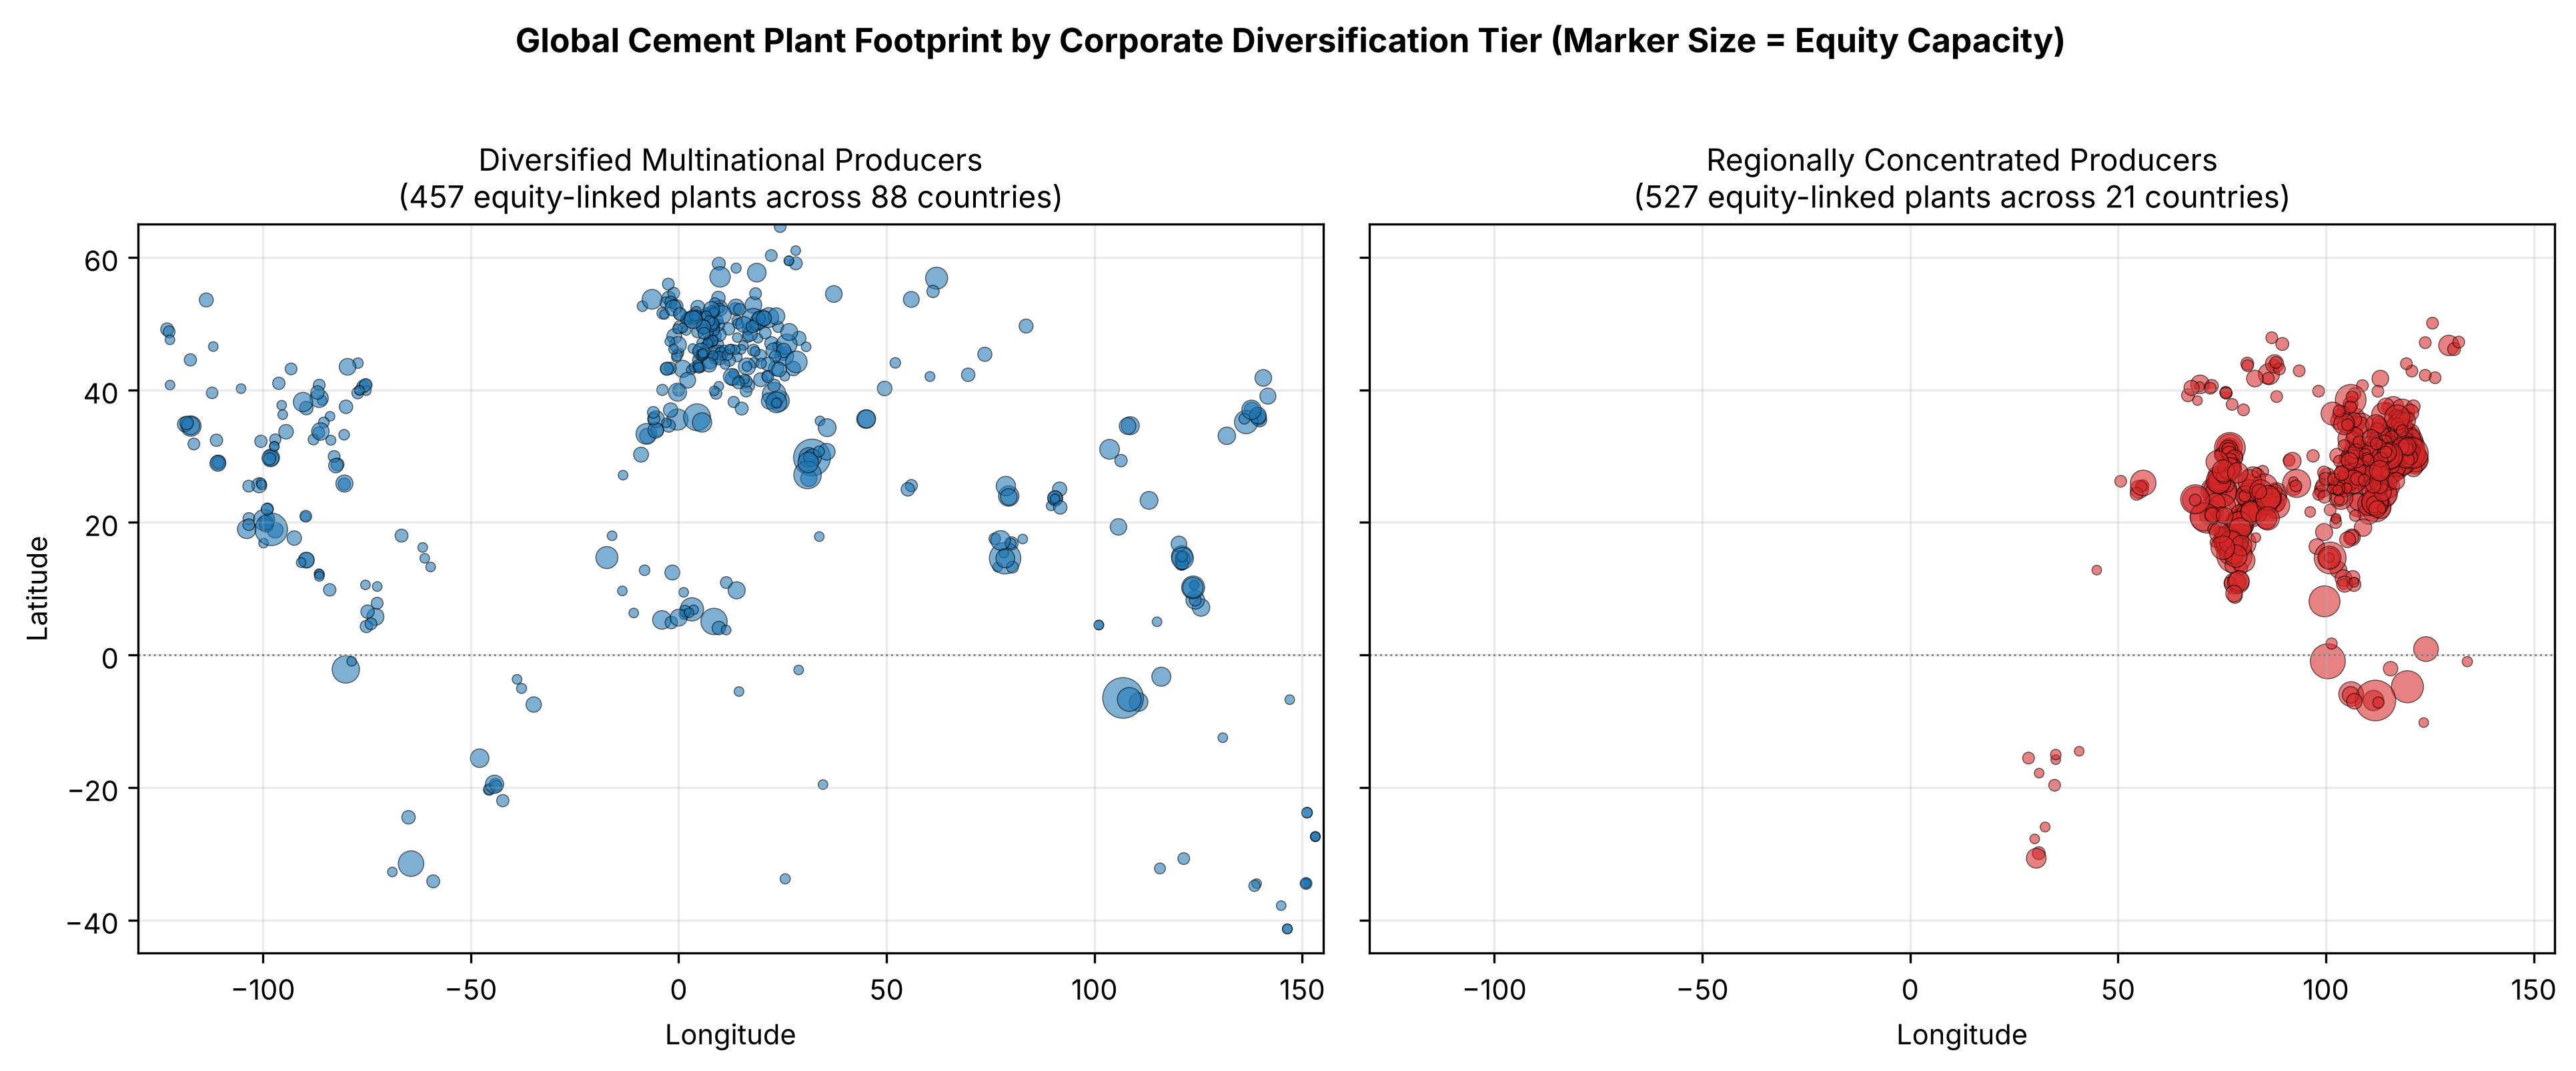 Global Cement Plant Footprint by Corporate Diversification Tier (Marker Size = Equity Capacity)
Diversified Multinational Producers
(457 equity-linked plants across 88 countries)
Regionally Concentrated Producers
(527 equity-linked plants across 21 countries)
Latitude
60
40
20
0
−20
−40
−100
−50
0
50
100
150
Longitude
−100
−50
0
50
100
150
Longitude